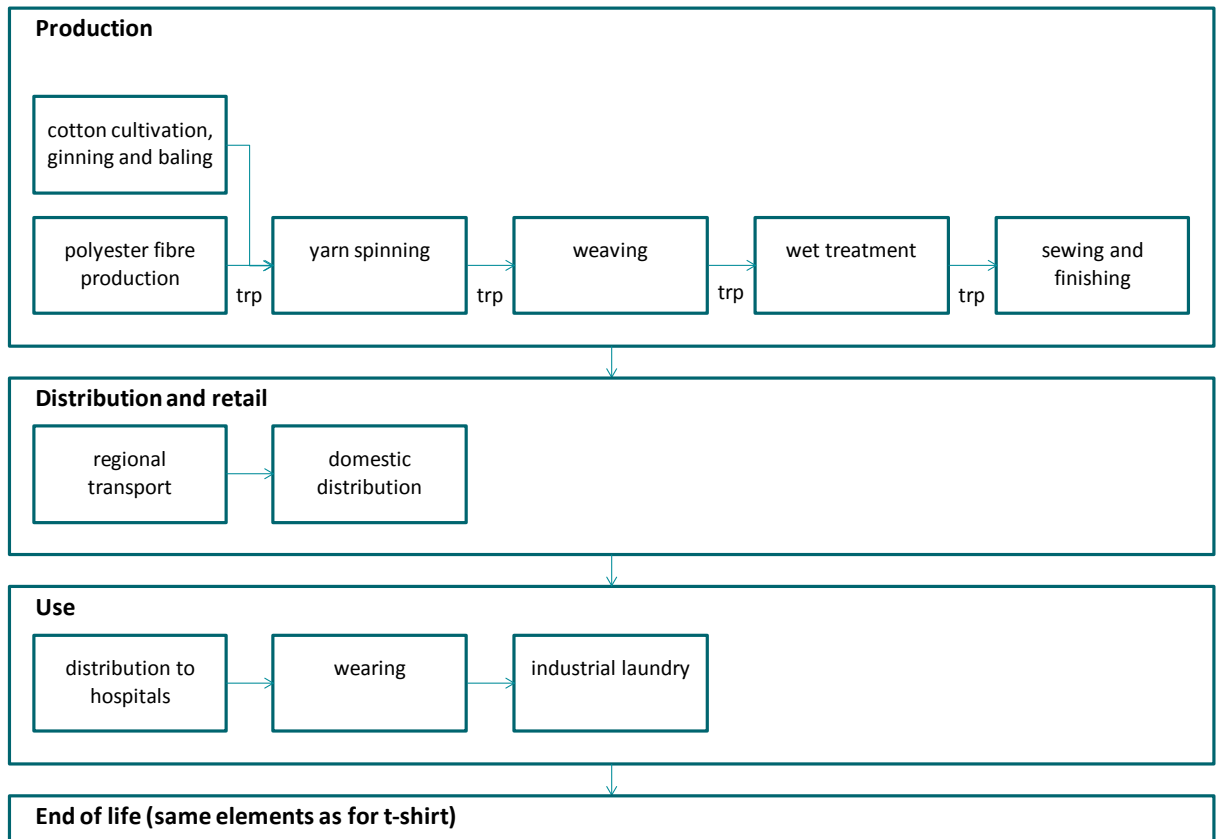 Production
cotton cultivation,
ginning and baling
polyester fibre
production
trp
yarn spinning
trp
weaving
trp
wet treatment
trp
sewing and
finishing
Distribution and retail
regional
transport
domestic
distribution
Use
distribution to
hospitals
wearing
industrial laundry
End of life (same elements as for t-shirt)